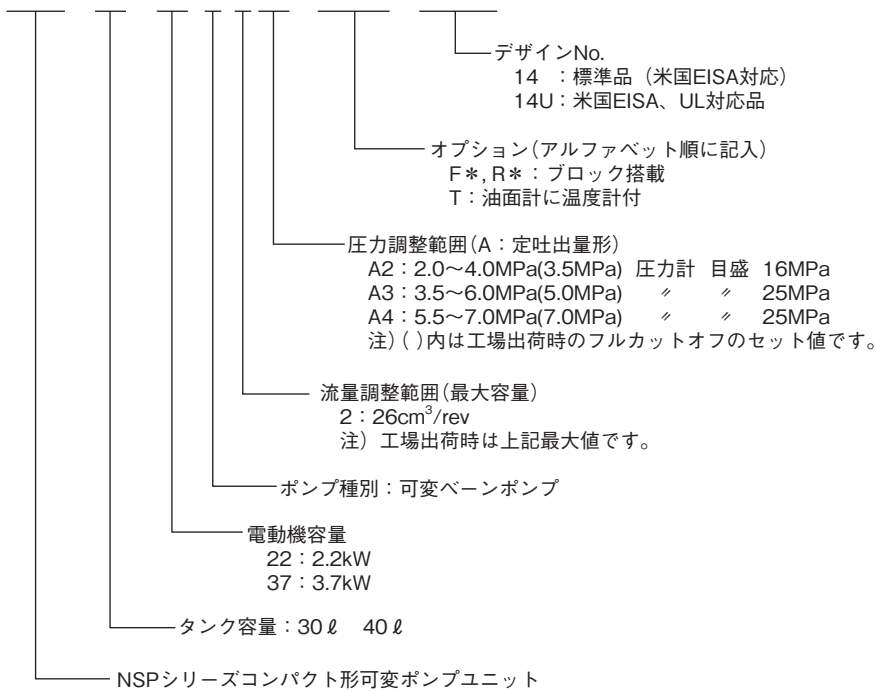 デザインNo.
14 ：標準品（米国EISA対応）
14U：米国EISA、UL対応品
オプション(アルファベット順に記入)
F＊, R＊：ブロック搭載
T：油面計に温度計付
圧力調整範囲(A：定吐出量形)
A2：2.0～4.0MPa(3.5MPa) 圧力計 目盛 16MPa
A3：3.5～6.0MPa(5.0MPa) 〃 〃 25MPa
A4：5.5～7.0MPa(7.0MPa) 〃 〃 25MPa
注) ( )内は工場出荷時のフルカットオフのセット値です。
流量調整範囲(最大容量)
2：26cm³/rev
注) 工場出荷時は上記最大値です。
ポンプ種別：可変ベーンポンプ
電動機容量
22：2.2kW
37：3.7kW
タンク容量：30ℓ 40ℓ
NSPシリーズコンパクト形可変ポンプユニット